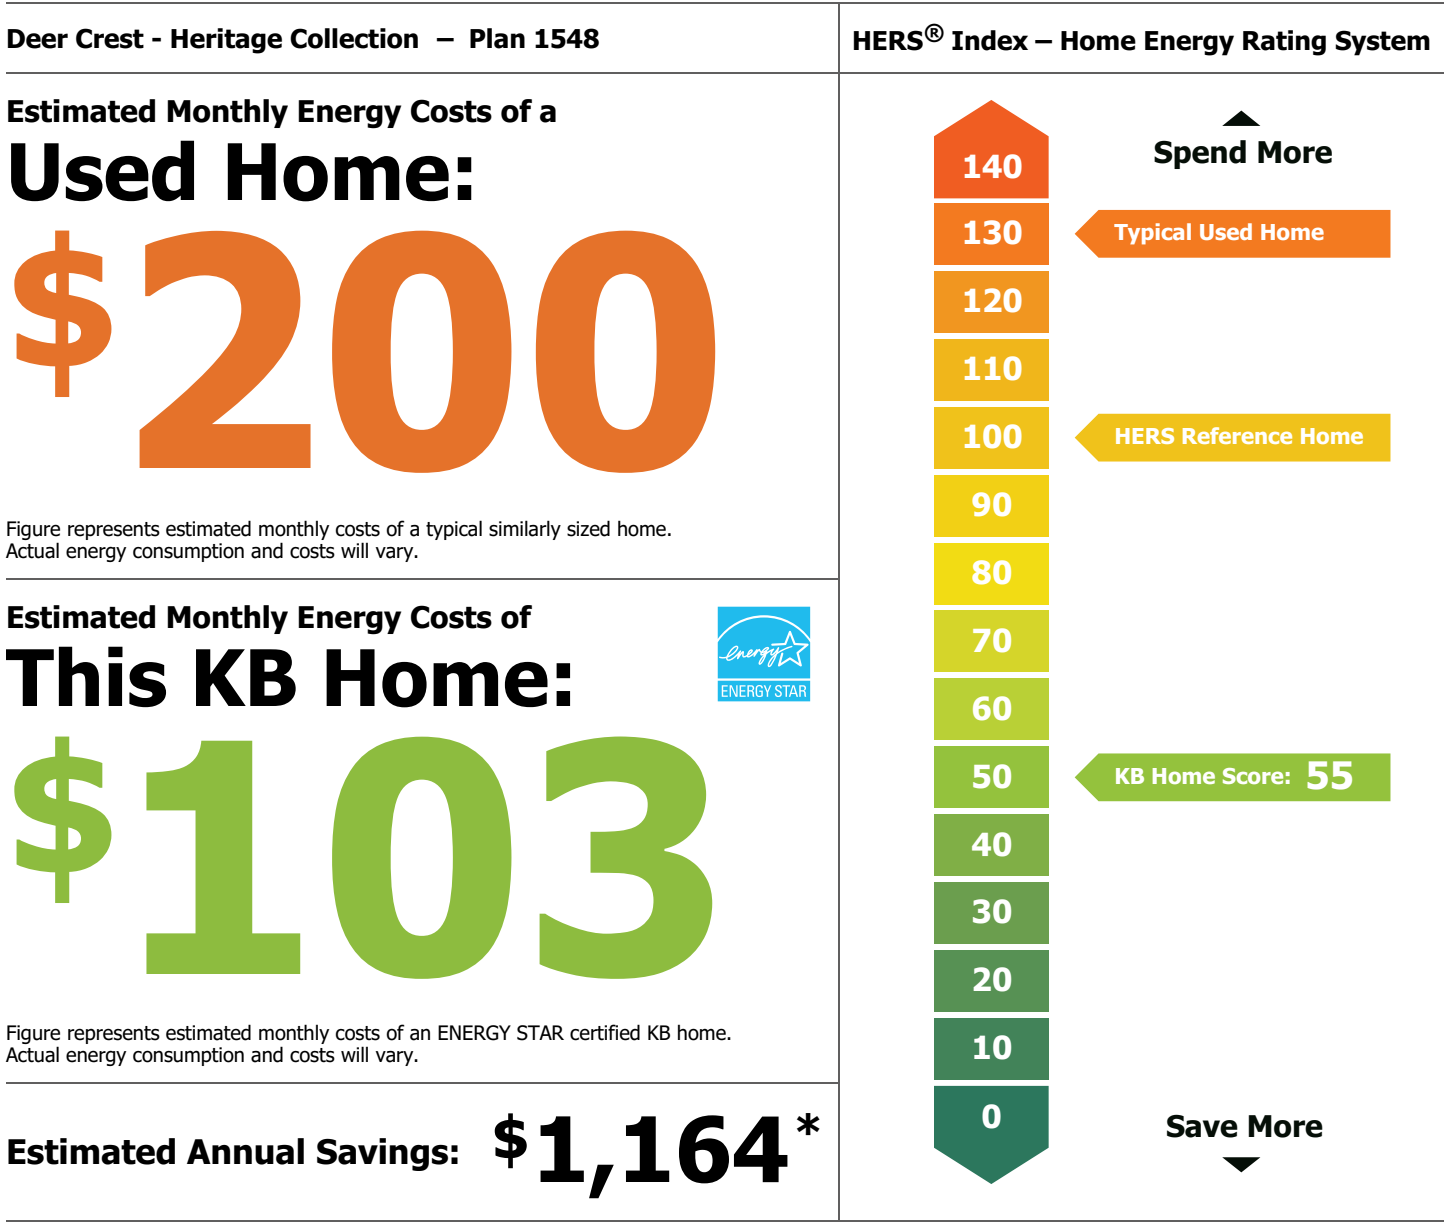 Deer Crest - Heritage Collection – Plan 1548
Estimated Monthly Energy Costs of a
Used Home:
$200
Figure represents estimated monthly costs of a typical similarly sized home.
Actual energy consumption and costs will vary.
Estimated Monthly Energy Costs of
This KB Home:
energy
ENERGY STAR
$103
Figure represents estimated monthly costs of an ENERGY STAR certified KB home.
Actual energy consumption and costs will vary.
Estimated Annual Savings: $1,164*
HERS® Index – Home Energy Rating System
Spend More
140
130 Typical Used Home
120
110
100 HERS Reference Home
90
80
70
60
50 KB Home Score: 55
40
30
20
10
0
Save More